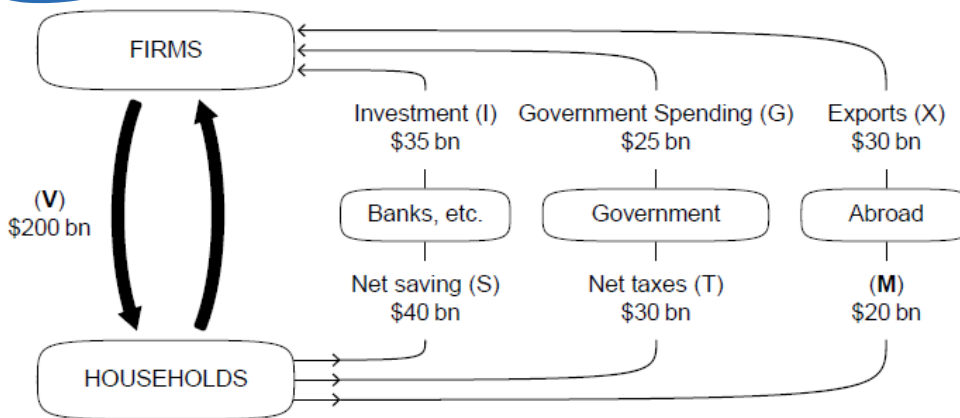 FIRMS
Investment (I)
$35 bn
Government Spending (G)
$25 bn
Exports (X)
$30 bn
(V)
$200 bn
Banks, etc.
Government
Abroad
Net saving (S)
$40 bn
Net taxes (T)
$30 bn
(M)
$20 bn
HOUSEHOLDS